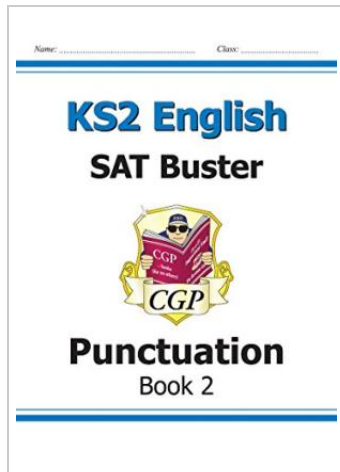 Name: ........................................ Class: ........................
KS2 English
SAT Buster
CGP
CGP
Punctuation
Book 2